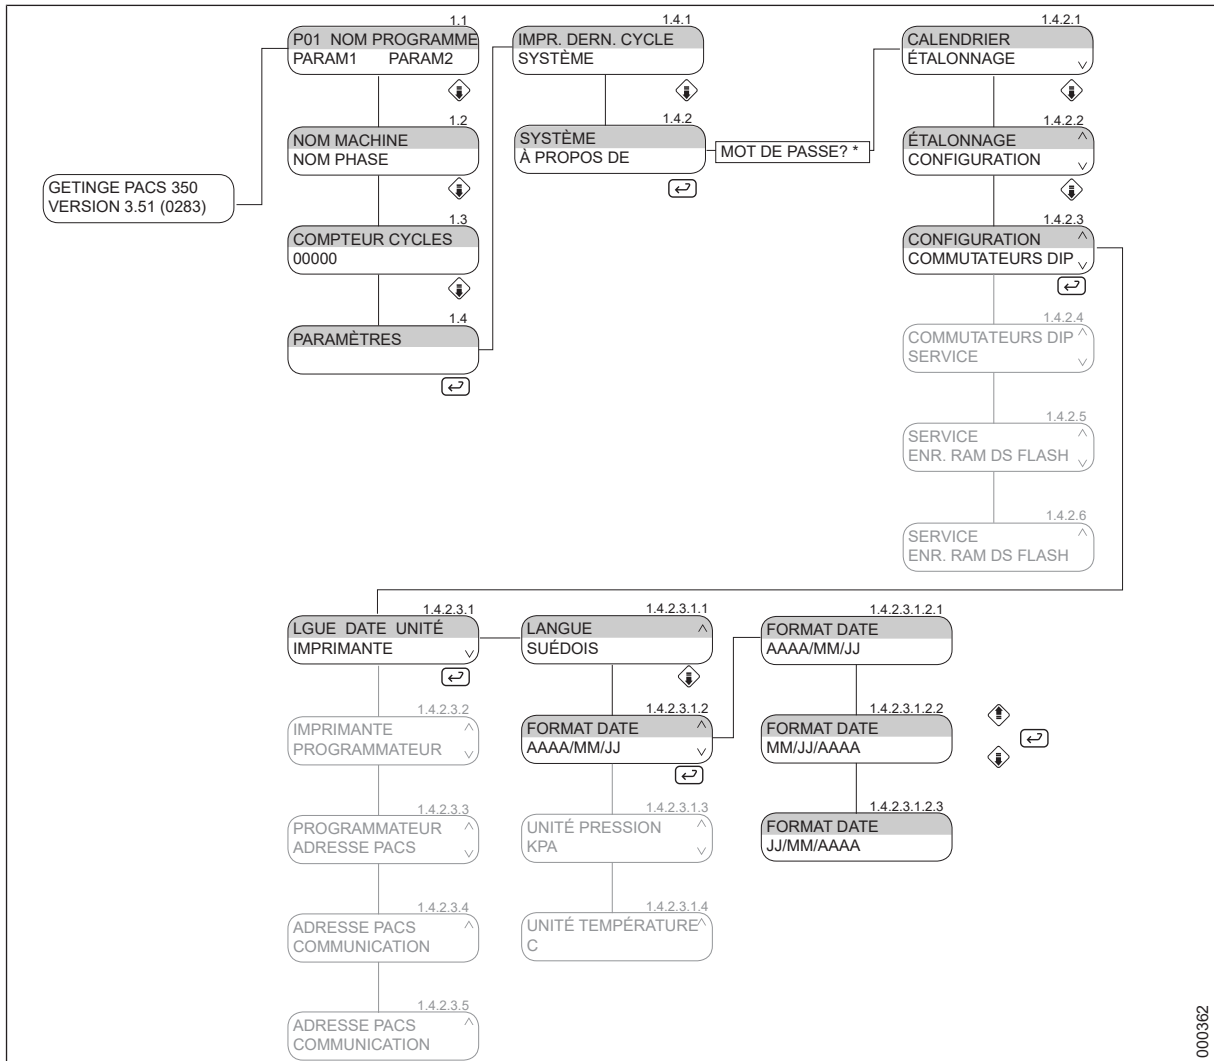 GETINGE PACS 350
VERSION 3.51 (0283)
1.1
P01 NOM PROGRAMME
PARAM1 PARAM2
1.2
NOM MACHINE
NOM PHASE
1.3
COMPTEUR CYCLES
00000
1.4
PARAMÈTRES
1.4.1
IMPR. DERN. CYCLE
SYSTÈME
1.4.2
SYSTÈME
À PROPOS DE
MOT DE PASSE? *
1.4.2.1
CALENDRIER
ÉTALONNAGE
1.4.2.2
ÉTALONNAGE
CONFIGURATION
1.4.2.3
CONFIGURATION
COMMUTATEURS DIP
1.4.2.4
COMMUTATEURS DIP
SERVICE
1.4.2.5
SERVICE
ENR. RAM DS FLASH
1.4.2.6
SERVICE
ENR. RAM DS FLASH
1.4.2.3.1
LGUE DATE UNITÉ
IMPRIMANTE
1.4.2.3.2
IMPRIMANTE
PROGRAMMATEUR
1.4.2.3.3
PROGRAMMATEUR
ADRESSE PACS
1.4.2.3.4
ADRESSE PACS
COMMUNICATION
1.4.2.3.5
ADRESSE PACS
COMMUNICATION
1.4.2.3.1.1
LANGUE
SUÉDOIS
1.4.2.3.1.2
FORMAT DATE
AAAA/MM/JJ
1.4.2.3.1.3
UNITÉ PRESSION
KPA
1.4.2.3.1.4
UNITÉ TEMPÉRATURE
C
1.4.2.3.1.2.1
FORMAT DATE
AAAA/MM/JJ
1.4.2.3.1.2.2
FORMAT DATE
MM/JJ/AAAA
1.4.2.3.1.2.3
FORMAT DATE
JJ/MM/AAAA
000362